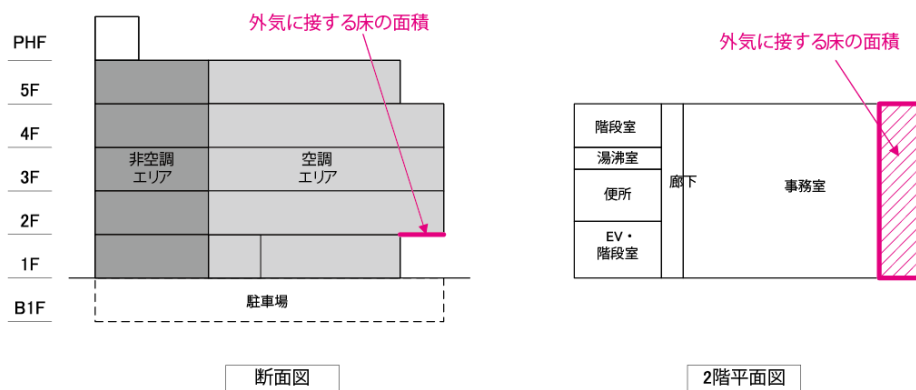 外気に接する床の面積
PHF
5F
4F
3F
2F
1F
B1F
非空調
エリア
空調
エリア
駐車場
断面図
外気に接する床の面積
階段室
湯沸室
便所
EV・
階段室
廊下
事務室
2階平面図